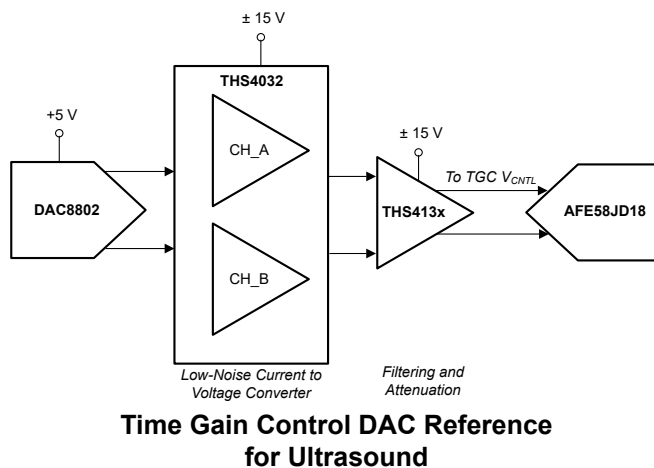 ± 15 V
THS4032
+5 V
CH_A
± 15 V
To TGC VCNTL
DAC8802
THS413x
AFE58JD18
CH_B
Low-Noise Current to
Voltage Converter
Filtering and
Attenuation
Time Gain Control DAC Reference
for Ultrasound